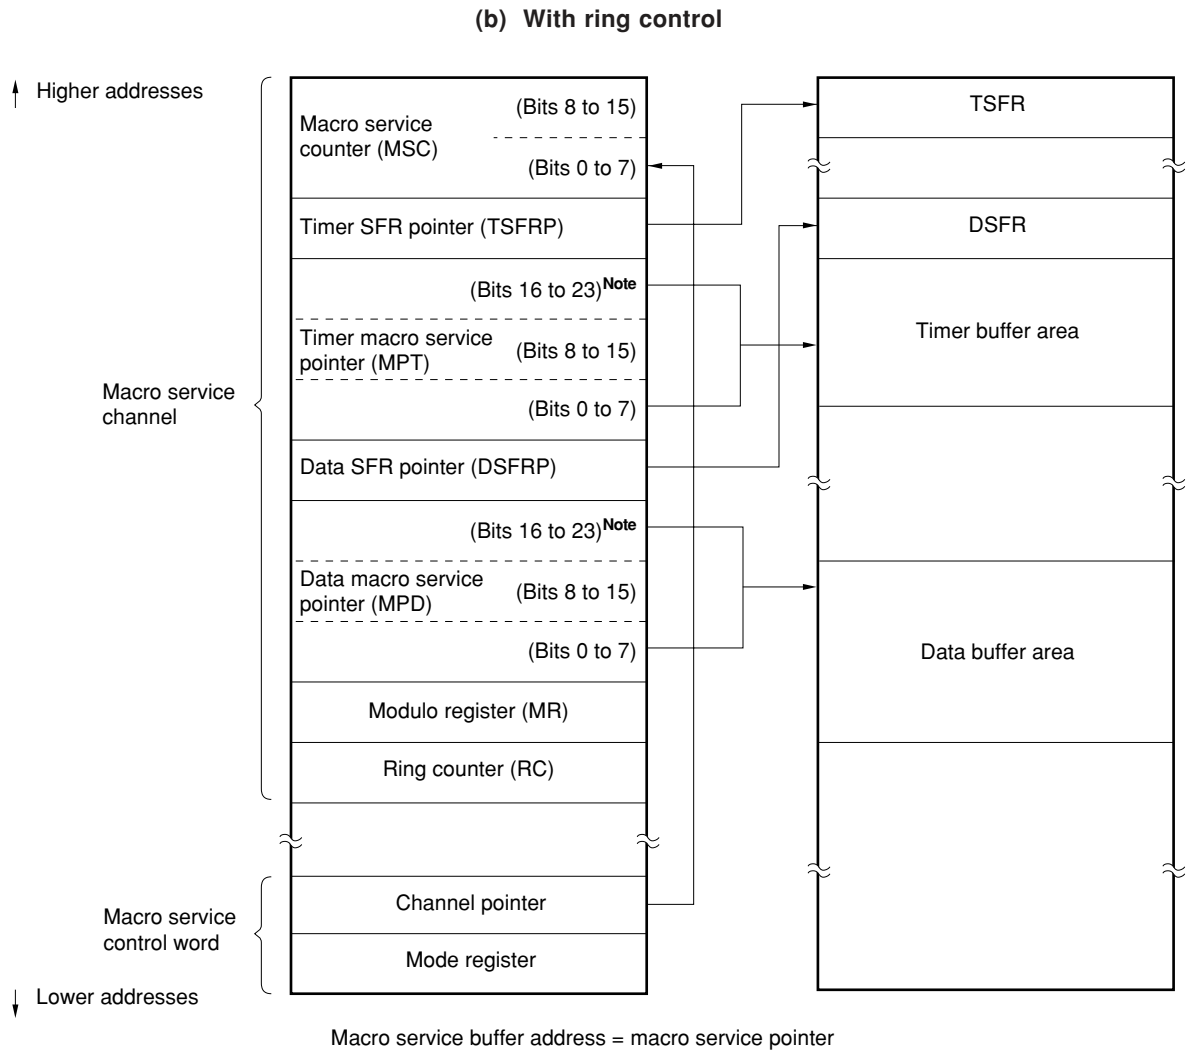 (b) With ring control
Higher addresses
Macro service
channel
Macro service
counter (MSC)
(Bits 8 to 15)
(Bits 0 to 7)
Timer SFR pointer (TSFRP)
(Bits 16 to 23)Note
Timer macro service
pointer (MPT)
(Bits 8 to 15)
(Bits 0 to 7)
Data SFR pointer (DSFRP)
(Bits 16 to 23)Note
Data macro service
pointer (MPD)
(Bits 8 to 15)
(Bits 0 to 7)
Modulo register (MR)
Ring counter (RC)
Macro service
control word
Channel pointer
Mode register
Lower addresses
TSFR
DSFR
Timer buffer area
Data buffer area
Macro service buffer address = macro service pointer